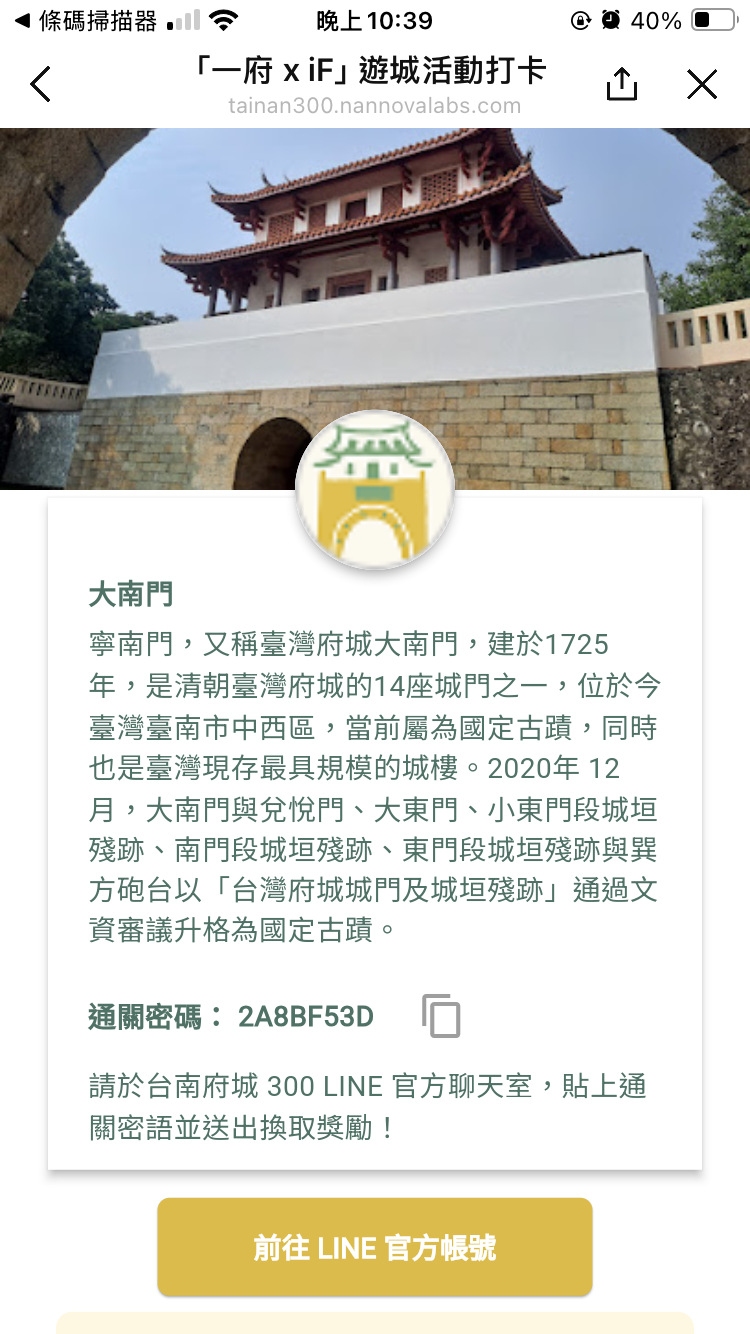 ◀ 條碼掃描器 晚上10:39 40%
「一府 x iF」遊城活動打卡
tainan300.nannovalabs.com
大南門
寧南門，又稱臺灣府城大南門，建於1725
年，是清朝臺灣府城的14座城門之一，位於今
臺灣臺南市中西區，當前屬為國定古蹟，同時
也是臺灣現存最具規模的城樓。2020年 12
月，大南門與兌悅門、大東門、小東門段城垣
殘跡、南門段城垣殘跡、東門段城垣殘跡與巽
方砲台以「台灣府城城門及城垣殘跡」通過文
資審議升格為國定古蹟。
通關密碼： 2A8BF53D
請於台南府城 300 LINE 官方聊天室，貼上通
關密語並送出換取獎勵！
前往 LINE 官方帳號